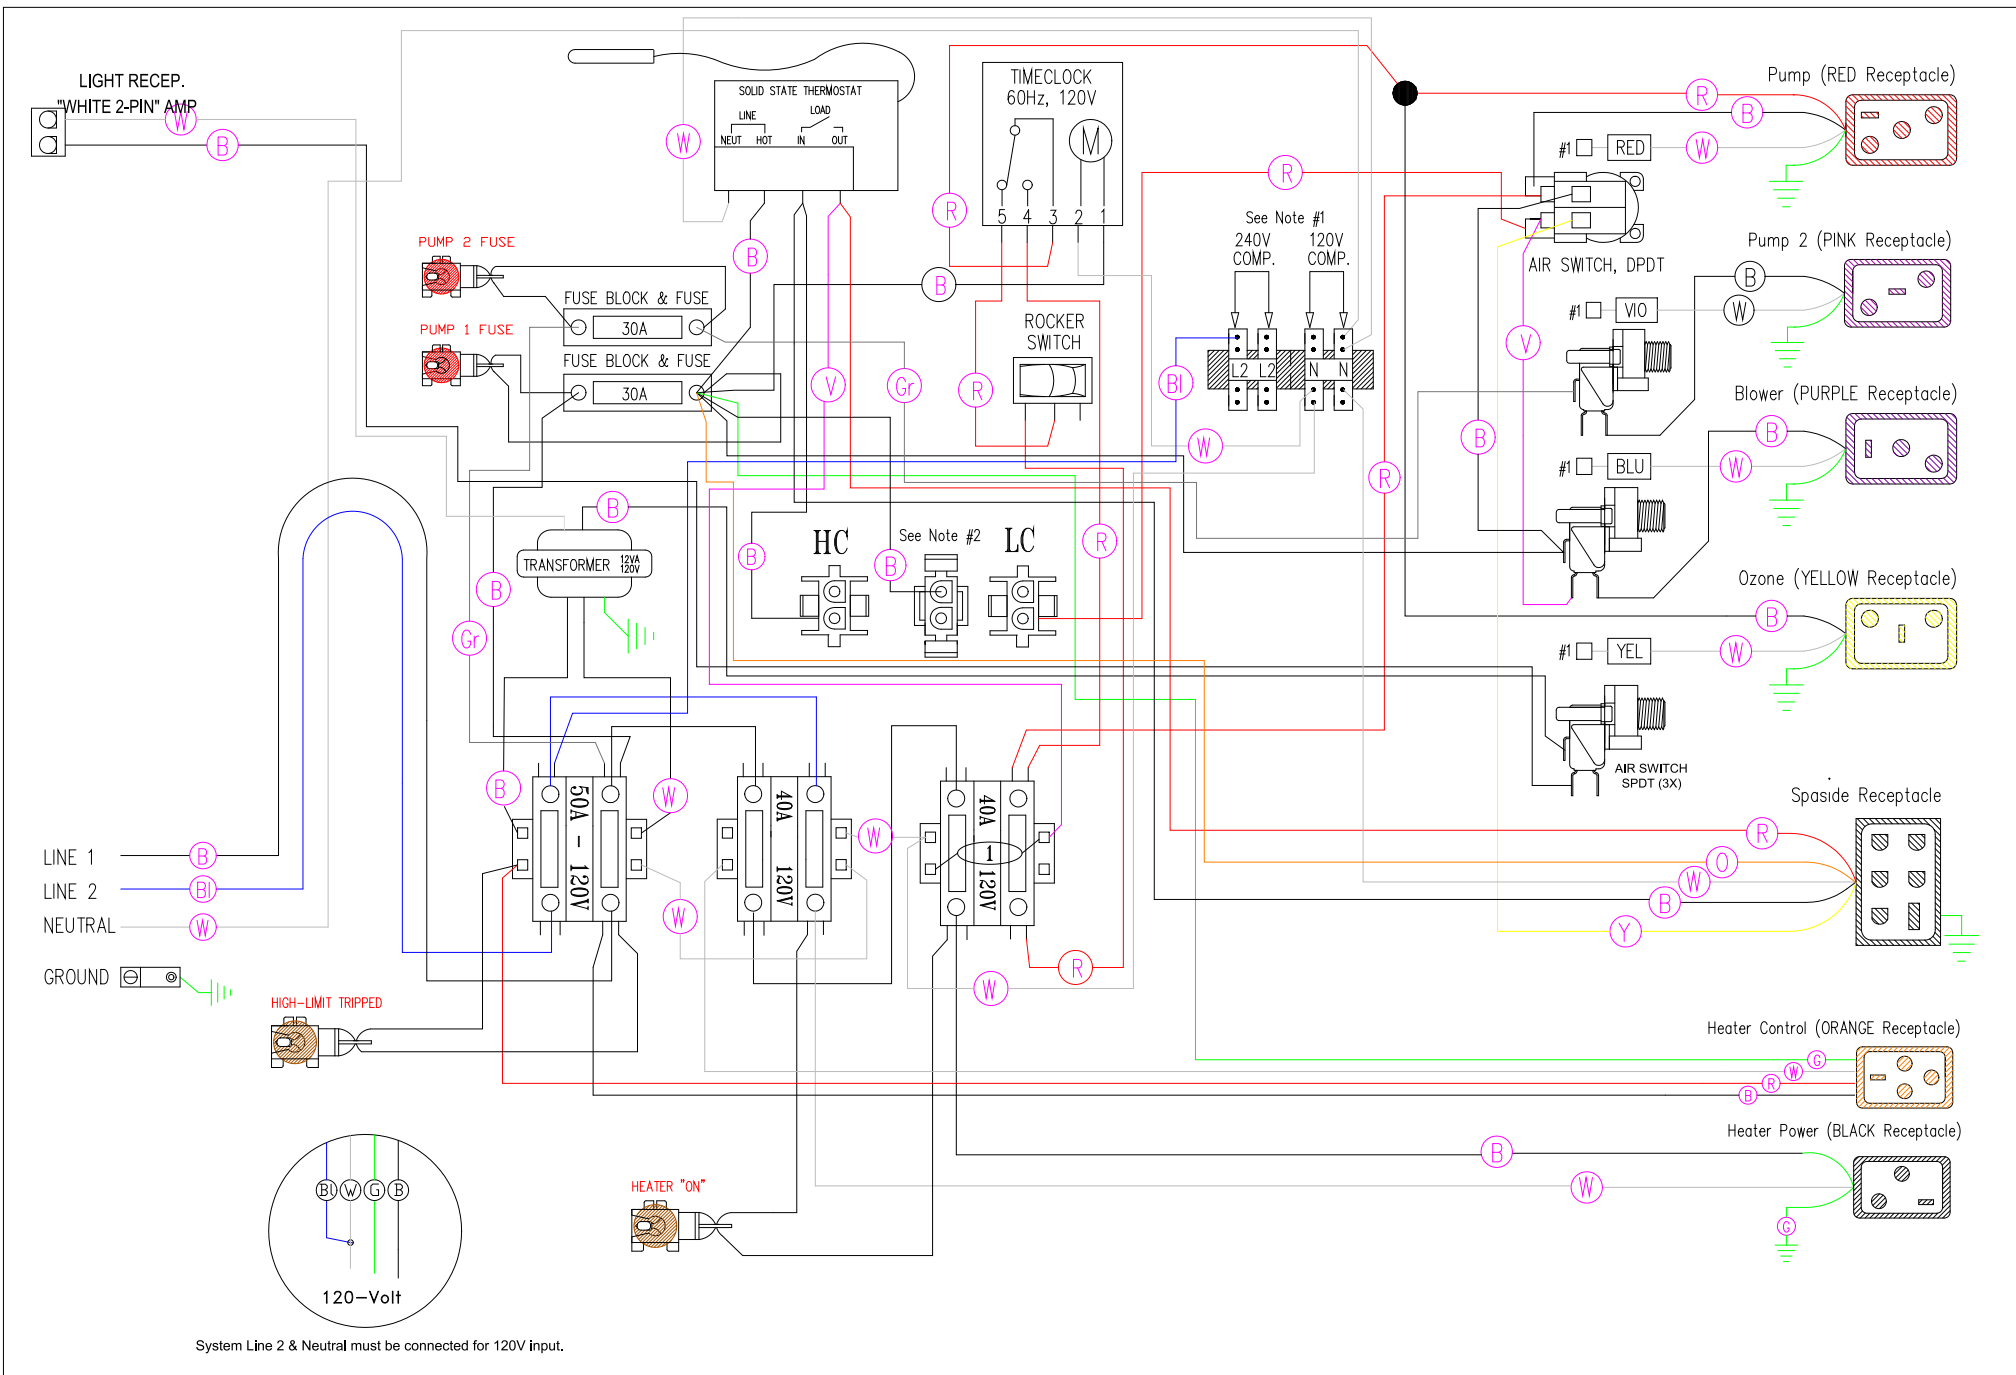 LIGHT RECEP.
"WHITE 2-PIN" AMP
W
B
SOLID STATE THERMOSTAT
LINE
LOAD
NEUT HOT IN OUT
W
TIMECLOCK
60Hz, 120V
M
5 4 3 2 1
R
B
B
R
See Note #1
240V
COMP.
120V
COMP.
L2 L2 N N
Bl
W
PUMP 2 FUSE
FUSE BLOCK & FUSE
30A
PUMP 1 FUSE
FUSE BLOCK & FUSE
30A
V
Gr
R
ROCKER
SWITCH
Pump (RED Receptacle)
R
B
#1 RED W
AIR SWITCH, DPDT
Pump 2 (PINK Receptacle)
B
#1 VIO W
V
Blower (PURPLE Receptacle)
B
#1 BLU W
B
R
Ozone (YELLOW Receptacle)
B
#1 YEL W
AIR SWITCH
SPDT (3X)
TRANSFORMER 12VA
120V
B
B
Gr
HC
B
See Note #2
B
LC
R
B
W
50A - 120V
W
40A 120V
W
40A 1 120V
W
R
Spaside Receptacle
R
O
W
B
Y
LINE 1 B
LINE 2 Bl
NEUTRAL W
GROUND
HIGH-LIMIT TRIPPED
Heater Control (ORANGE Receptacle)
G
W
R
B
Heater Power (BLACK Receptacle)
B
W
G
HEATER "ON"
Bl W G B
120-Volt
System Line 2 & Neutral must be connected for 120V input.